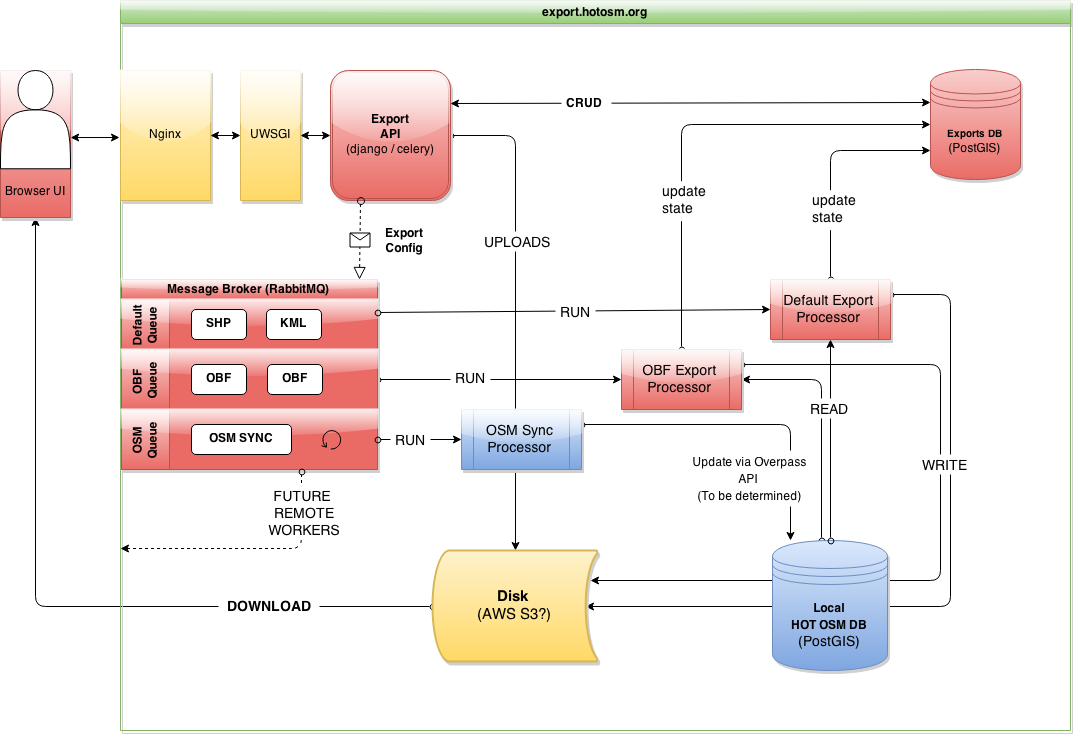 export.hotosm.org
Browser UI
Nginx
UWSGI
Export
API
(django / celery)
CRUD
Exports DB
(PostGIS)
Export
Config
UPLOADS
update
state
update
state
Message Broker (RabbitMQ)
Default
Queue
SHP
KML
RUN
Default Export
Processor
OBF
Queue
OBF
OBF
RUN
OBF Export
Processor
OSM
Queue
OSM SYNC
RUN
OSM Sync
Processor
READ
Update via Overpass
API
(To be determined)
WRITE
FUTURE
REMOTE
WORKERS
DOWNLOAD
Disk
(AWS S3?)
Local
HOT OSM DB
(PostGIS)